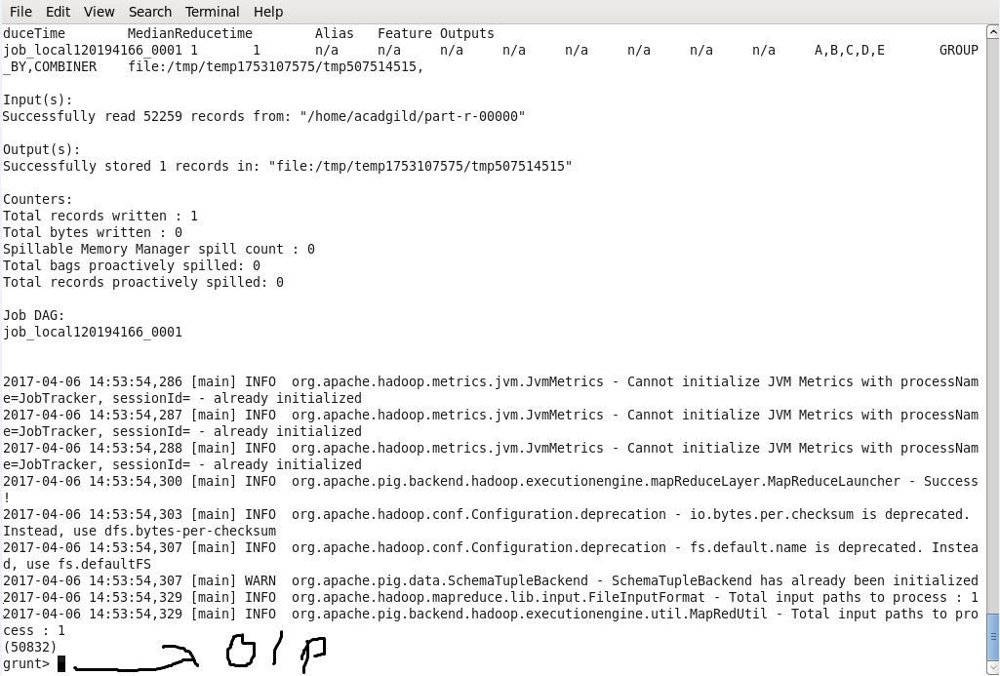 File Edit View Search Terminal Help
duceTime MedianReducetime Alias Feature Outputs
job_local120194166_0001 1 1 n/a n/a n/a n/a n/a n/a n/a n/a A,B,C,D,E GROUP
_BY,COMBINER file:/tmp/temp1753107575/tmp507514515,
Input(s):
Successfully read 52259 records from: "/home/acadgild/part-r-00000"
Output(s):
Successfully stored 1 records in: "file:/tmp/temp1753107575/tmp507514515"
Counters:
Total records written : 1
Total bytes written : 0
Spillable Memory Manager spill count : 0
Total bags proactively spilled: 0
Total records proactively spilled: 0
Job DAG:
job_local120194166_0001
2017-04-06 14:53:54,286 [main] INFO org.apache.hadoop.metrics.jvm.JvmMetrics - Cannot initialize JVM Metrics with processNam
e=JobTracker, sessionId= - already initialized
2017-04-06 14:53:54,287 [main] INFO org.apache.hadoop.metrics.jvm.JvmMetrics - Cannot initialize JVM Metrics with processNam
e=JobTracker, sessionId= - already initialized
2017-04-06 14:53:54,288 [main] INFO org.apache.hadoop.metrics.jvm.JvmMetrics - Cannot initialize JVM Metrics with processNam
e=JobTracker, sessionId= - already initialized
2017-04-06 14:53:54,300 [main] INFO org.apache.pig.backend.hadoop.executionengine.mapReduceLayer.MapReduceLauncher - Success
!
2017-04-06 14:53:54,303 [main] INFO org.apache.hadoop.conf.Configuration.deprecation - io.bytes.per.checksum is deprecated.
Instead, use dfs.bytes-per-checksum
2017-04-06 14:53:54,307 [main] INFO org.apache.hadoop.conf.Configuration.deprecation - fs.default.name is deprecated. Instea
d, use fs.defaultFS
2017-04-06 14:53:54,307 [main] WARN org.apache.pig.data.SchemaTupleBackend - SchemaTupleBackend has already been initialized
2017-04-06 14:53:54,329 [main] INFO org.apache.hadoop.mapreduce.lib.input.FileInputFormat - Total input paths to process : 1
2017-04-06 14:53:54,329 [main] INFO org.apache.pig.backend.hadoop.executionengine.util.MapRedUtil - Total input paths to pro
cess : 1
(50832)
grunt> O/P